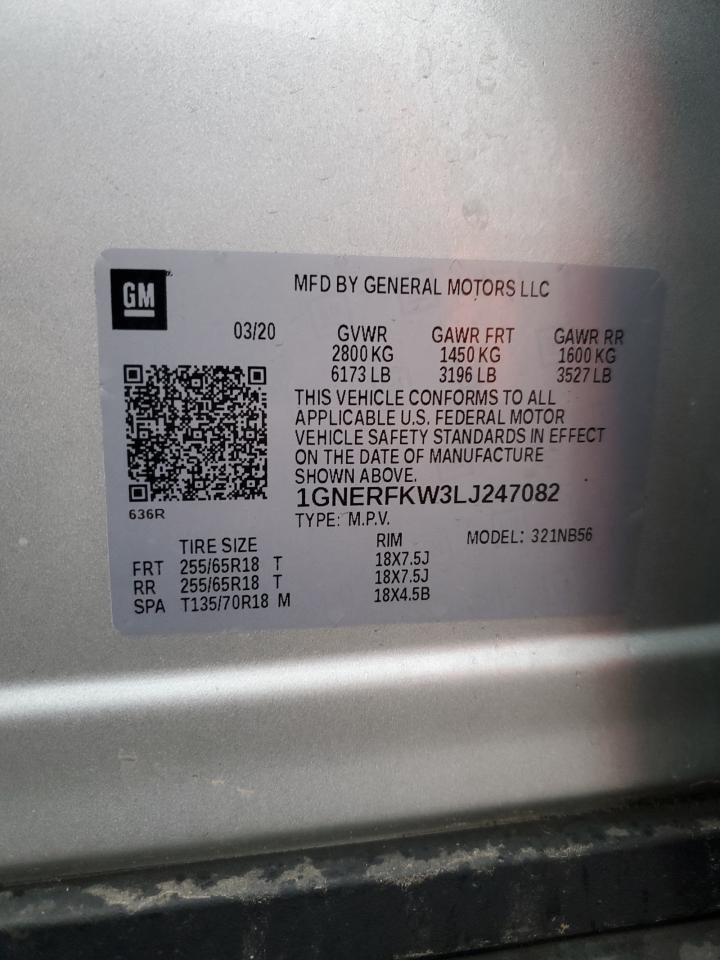 GM
MFD BY GENERAL MOTORS LLC
03/20 GVWR GAWR FRT GAWR RR
2800 KG 1450 KG 1600 KG
6173 LB 3196 LB 3527 LB
THIS VEHICLE CONFORMS TO ALL
APPLICABLE U.S. FEDERAL MOTOR
VEHICLE SAFETY STANDARDS IN EFFECT
ON THE DATE OF MANUFACTURE
SHOWN ABOVE.
1GNERFKW3LJ247082
636R
TYPE: M.P.V. MODEL: 321NB56
TIRE SIZE RIM
FRT 255/65R18 T 18X7.5J
RR 255/65R18 T 18X7.5J
SPA T135/70R18 M 18X4.5B